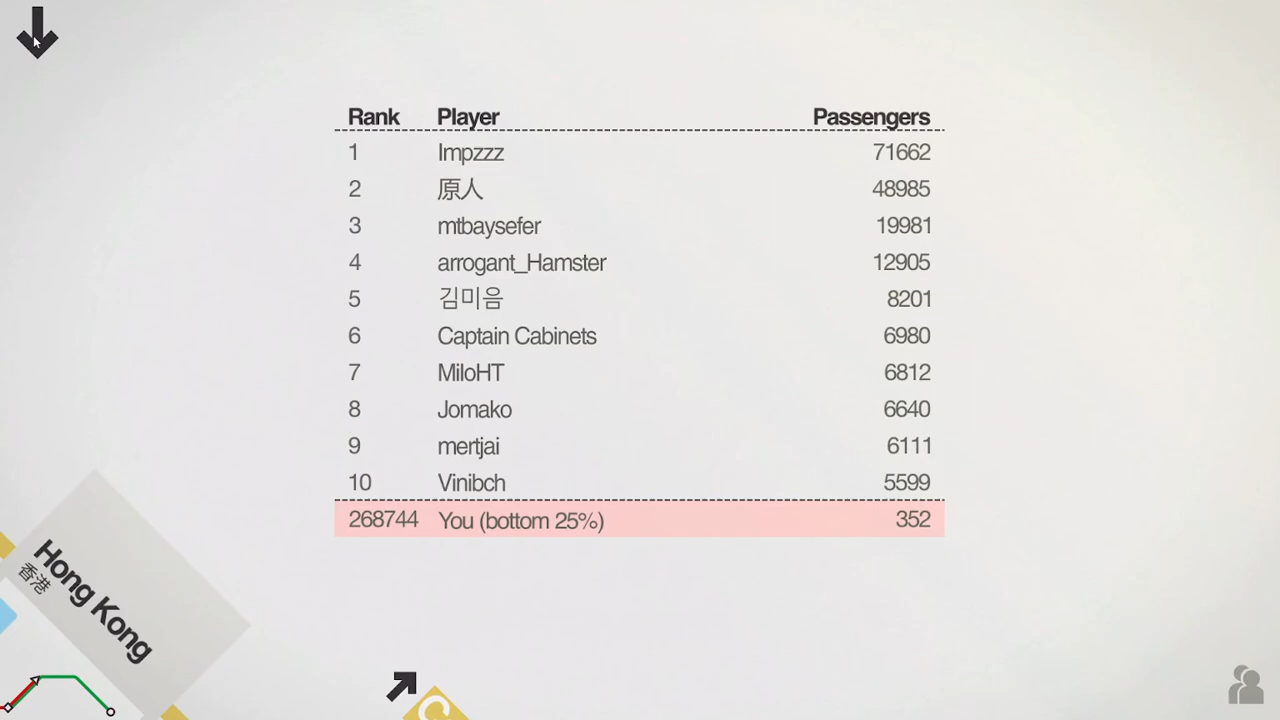 Rank Player Passengers
1 Impzzz 71662
2 原人 48985
3 mtbaysefer 19981
4 arrogant_Hamster 12905
5 김미음 8201
6 Captain Cabinets 6980
7 MiloHT 6812
8 Jomako 6640
9 mertjai 6111
10 Vinibch 5599
268744 You (bottom 25%) 352
Hong Kong
香港
C